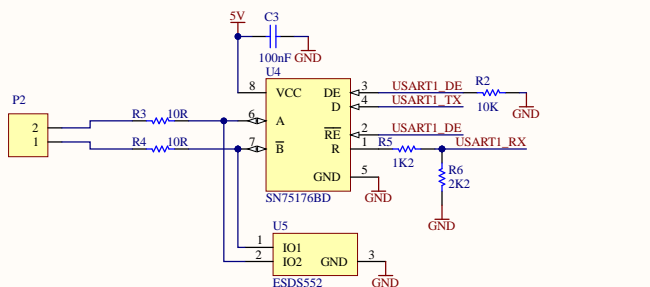 5V
C3
100nF
GND
U4
8
VCC
DE
3
USART1_DE
R2
10K
GND
D
4
USART1_TX
P2
2
1
R3
10R
6
A
R4
10R
7
B
RE
2
USART1_DE
R
1
R5
1K2
USART1_RX
R6
2K2
GND
GND
5
GND
SN75176BD
U5
1
IO1
2
IO2
GND
3
GND
ESDS552